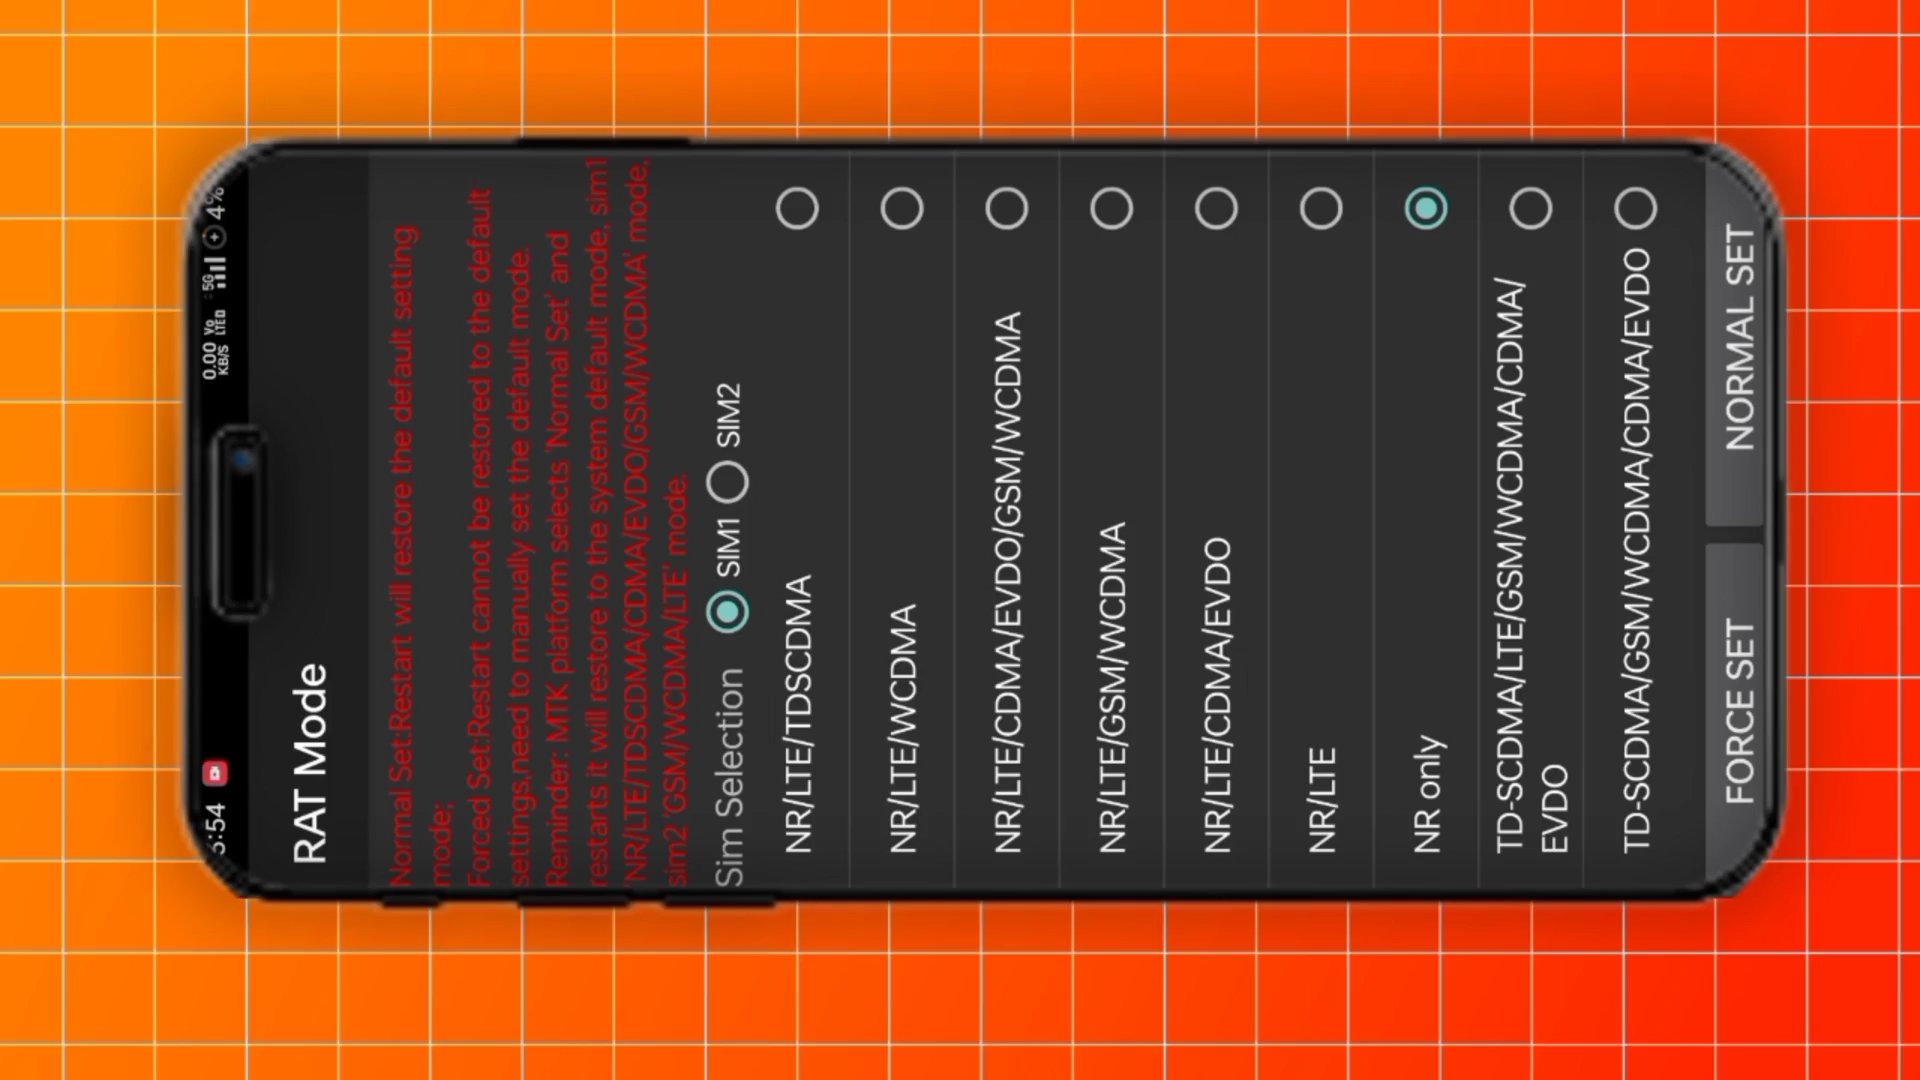 5:54
0.00 KB/S Vo LTE 5G 4%
RAT Mode
Normal Set:Restart will restore the default setting
mode;
Forced Set:Restart cannot be restored to the default
settings,need to manually set the default mode.
Reminder: MTK platform selects 'Normal Set' and
restarts it will restore to the system default mode, sim1
'NR/LTE/TDSCDMA/CDMA/EVDO/GSM/WCDMA' mode,
sim2 'GSM/WCDMA/LTE' mode.
Sim Selection SIM1 SIM2
NR/LTE/TDSCDMA
NR/LTE/WCDMA
NR/LTE/CDMA/EVDO/GSM/WCDMA
NR/LTE/GSM/WCDMA
NR/LTE/CDMA/EVDO
NR/LTE
NR only
TD-SCDMA/LTE/GSM/WCDMA/CDMA/
EVDO
TD-SCDMA/GSM/WCDMA/CDMA/EVDO
FORCE SET NORMAL SET